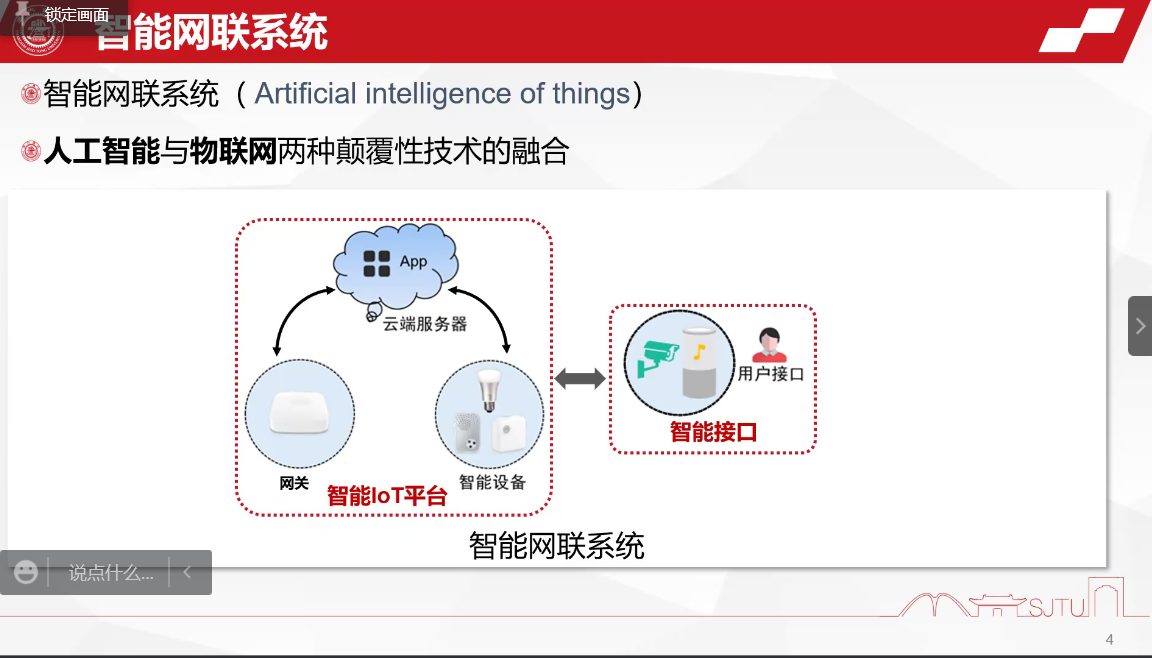 锁定画面
智能网联系统
智能网联系统（Artificial intelligence of things）
人工智能与物联网两种颠覆性技术的融合
App
云端服务器
用户接口
智能接口
网关
智能IoT平台
智能设备
智能网联系统
说点什么...
SJTU
4